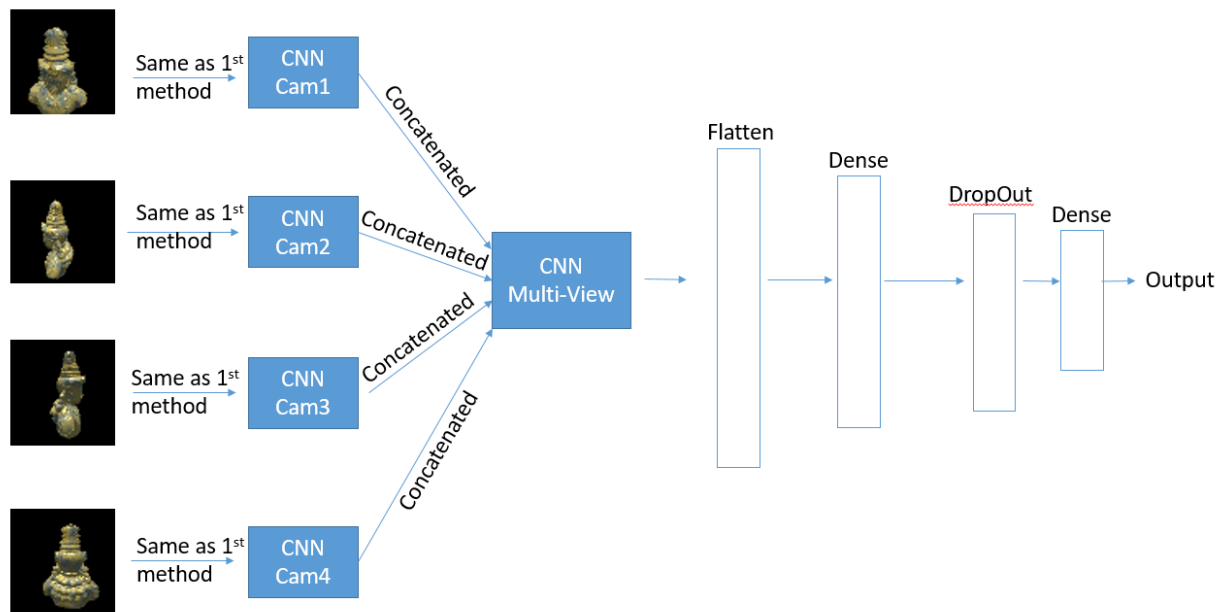 Same as 1st
method
CNN
Cam1
Concatenated
Same as 1st
method
CNN
Cam2
Concatenated
Same as 1st
method
CNN
Cam3
Concatenated
Same as 1st
method
CNN
Cam4
Concatenated
CNN
Multi-View
Flatten
Dense
DropOut
Dense
Output